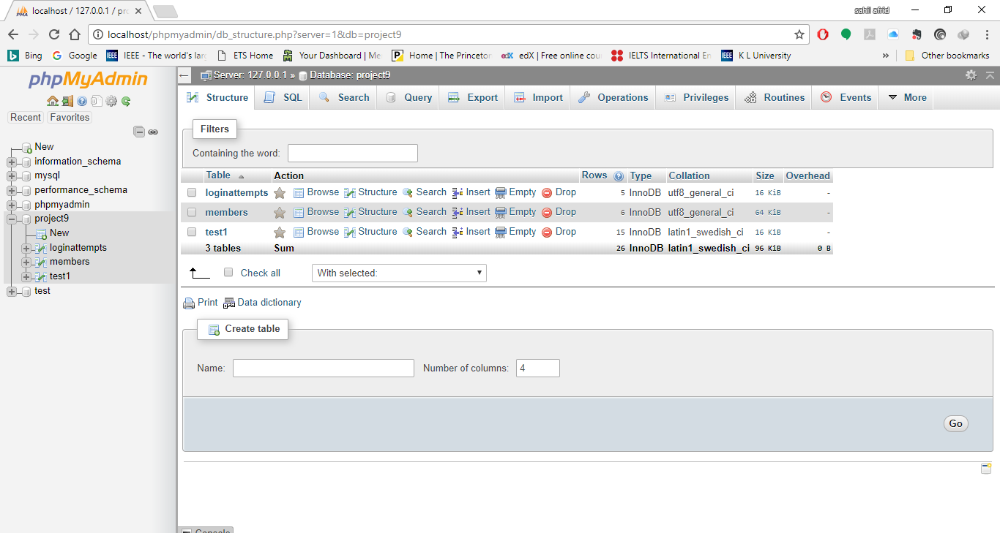 localhost / 127.0.0.1 / pro
sahil afrid
localhost/phpmyadmin/db_structure.php?server=1&db=project9
Bing Google IEEE - The world's larg ETS Home Your Dashboard | Me Home | The Princeton edX | Free online cou IELTS International En K L University » Other bookmarks
phpMyAdmin
Recent Favorites
New
information_schema
mysql
performance_schema
phpmyadmin
project9
New
loginattempts
members
test1
test
Server: 127.0.0.1 » Database: project9
Structure SQL Search Query Export Import Operations Privileges Routines Events More
Filters
Containing the word:
Table Action Rows Type Collation Size Overhead
loginattempts Browse Structure Search Insert Empty Drop 5 InnoDB utf8_general_ci 16 KiB -
members Browse Structure Search Insert Empty Drop 6 InnoDB utf8_general_ci 64 KiB -
test1 Browse Structure Search Insert Empty Drop 15 InnoDB latin1_swedish_ci 16 KiB -
3 tables Sum 26 InnoDB latin1_swedish_ci 96 KiB 0 B
Check all With selected:
Print Data dictionary
Create table
Name: Number of columns: 4
Go
Console